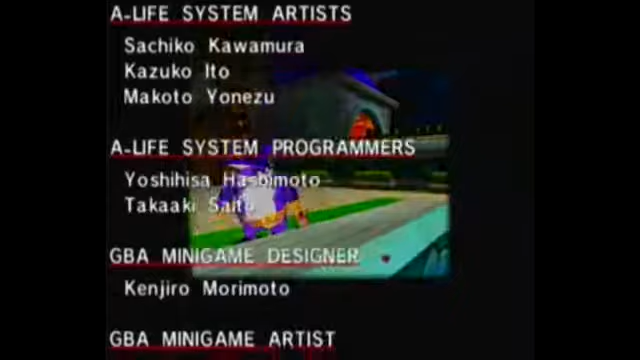 A-LIFE SYSTEM ARTISTS
Sachiko Kawamura
Kazuko Ito
Makoto Yonezu
A-LIFE SYSTEM PROGRAMMERS
Yoshihisa Hashimoto
Takaaki Saito
GBA MINIGAME DESIGNER
Kenjiro Morimoto
GBA MINIGAME ARTIST